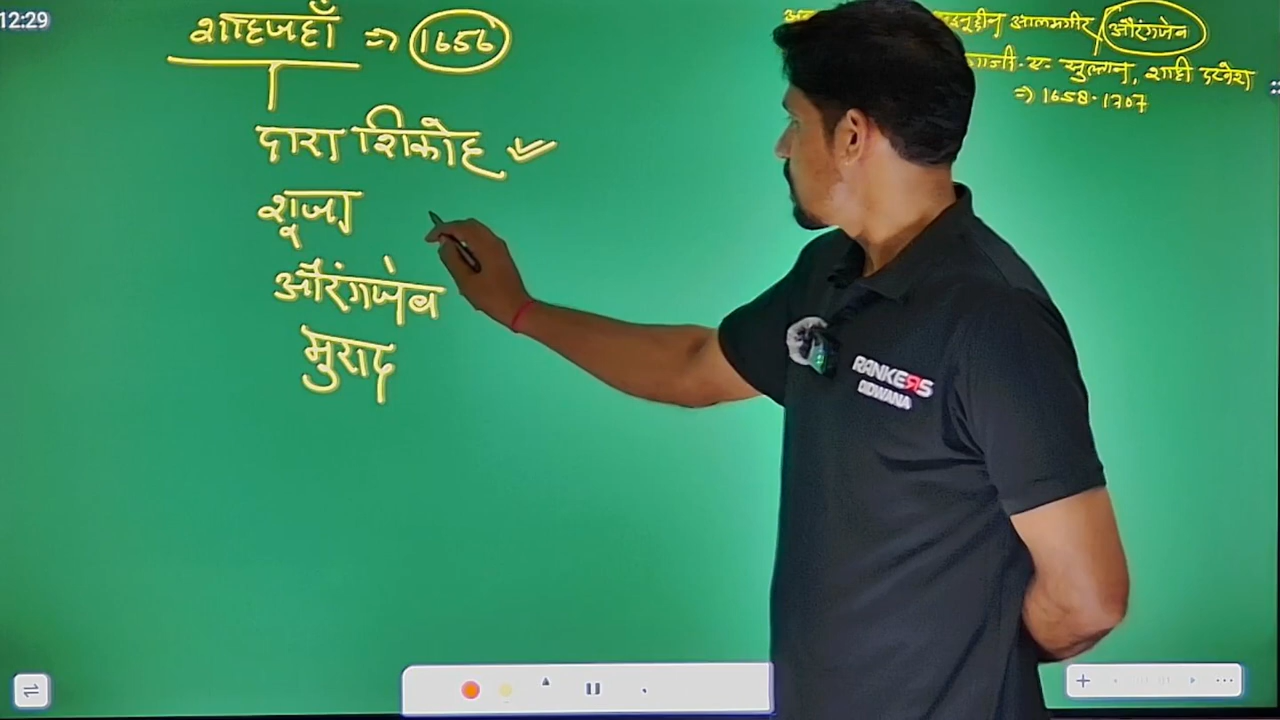 12:29
शाहजहाँ ⇒ 1656
दारा शिकोह
शूजा
औरंगजेब
मुराद
आलमगीर औरंगजेब
सुल्तान, शाही दरवेश
⇒ 1658-1707
RANKERS
DIDWANA